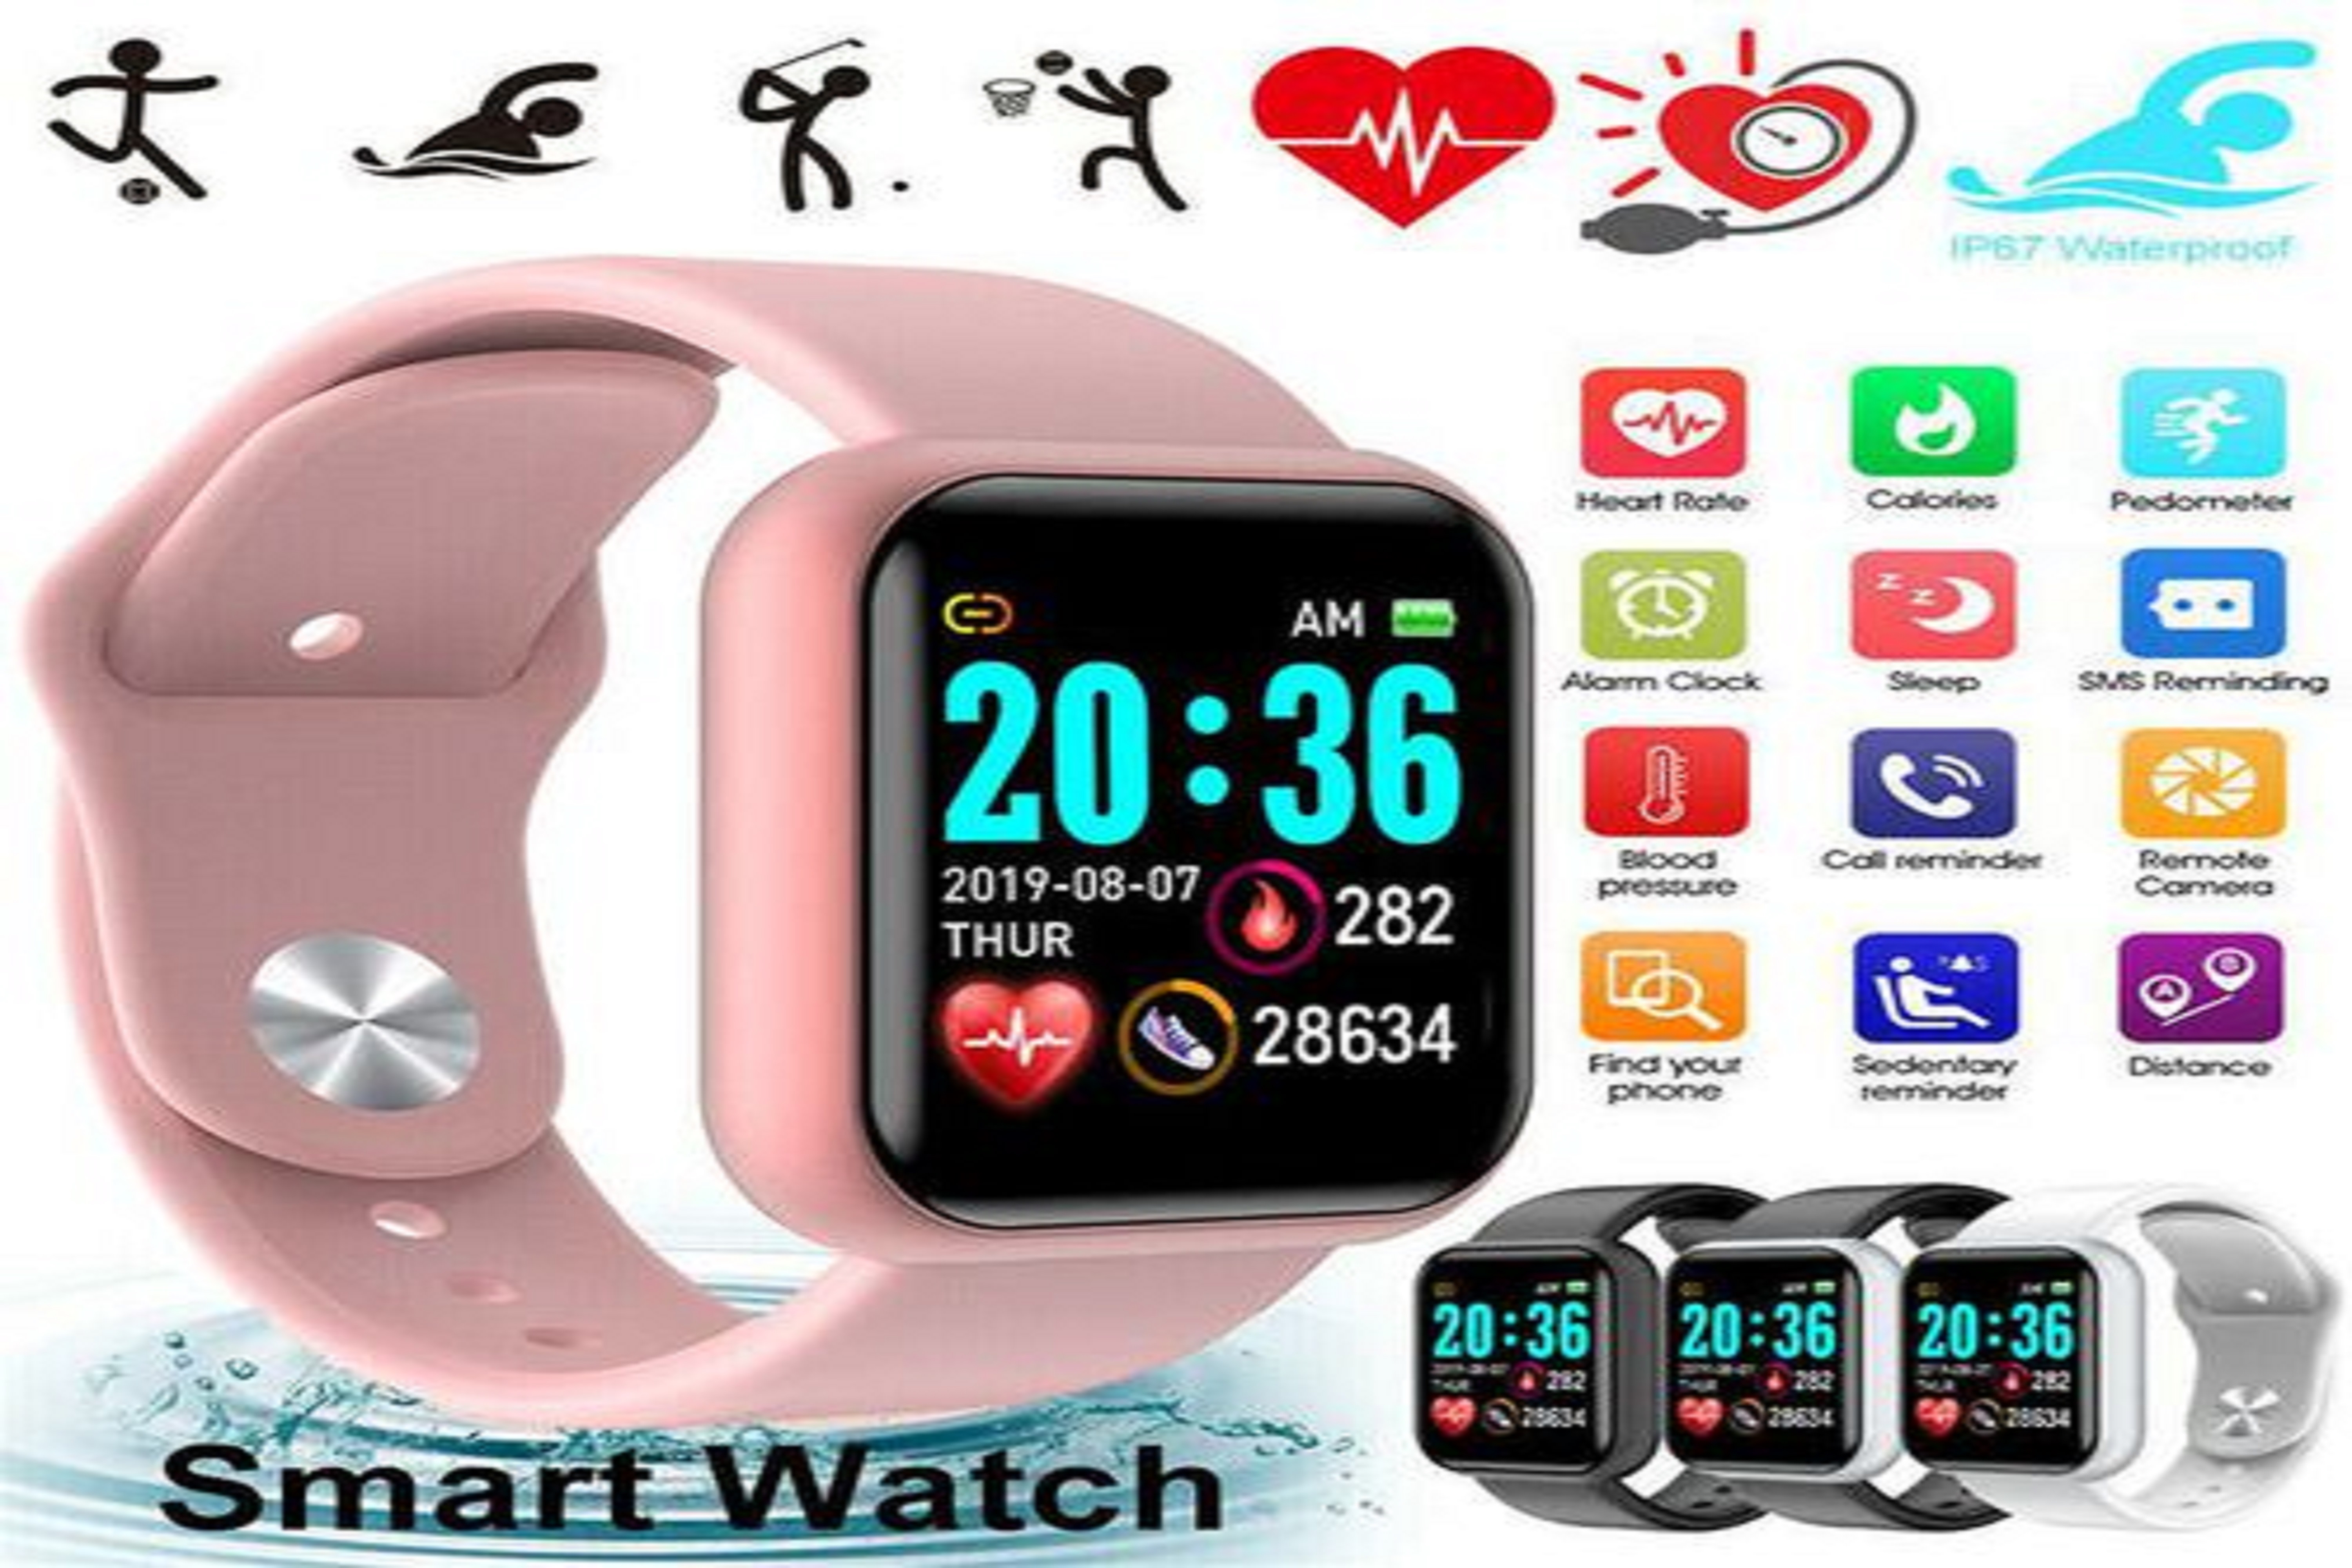 IP67 Waterproof
Heart Rate
Calories
Pedometer
AM
20:36
2019-08-07
THUR
282
28634
Alarm Clock
Sleep
SMS Reminding
Blood
pressure
Call reminder
Remote
Camera
Find your
phone
Sedentary
reminder
A
B
Distance
20:36
282
28634
20:36
282
28634
20:36
282
28634
Smart Watch